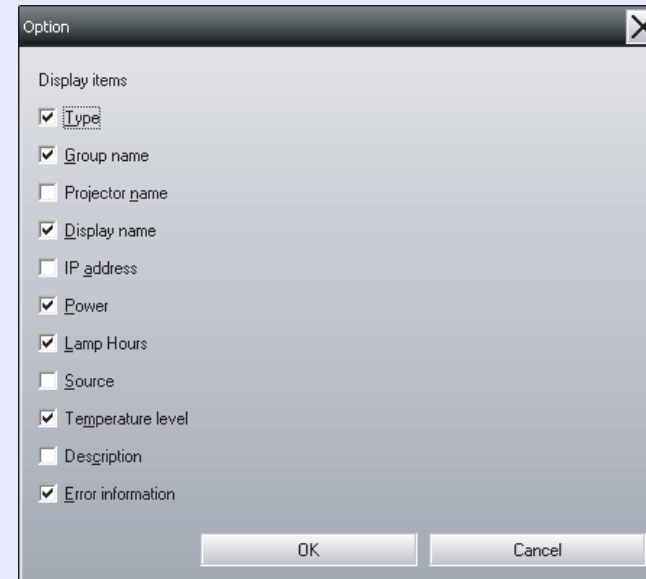 Option
Display items
Type
Group name
Projector name
Display name
IP address
Power
Lamp Hours
Source
Temperature level
Description
Error information
OK Cancel